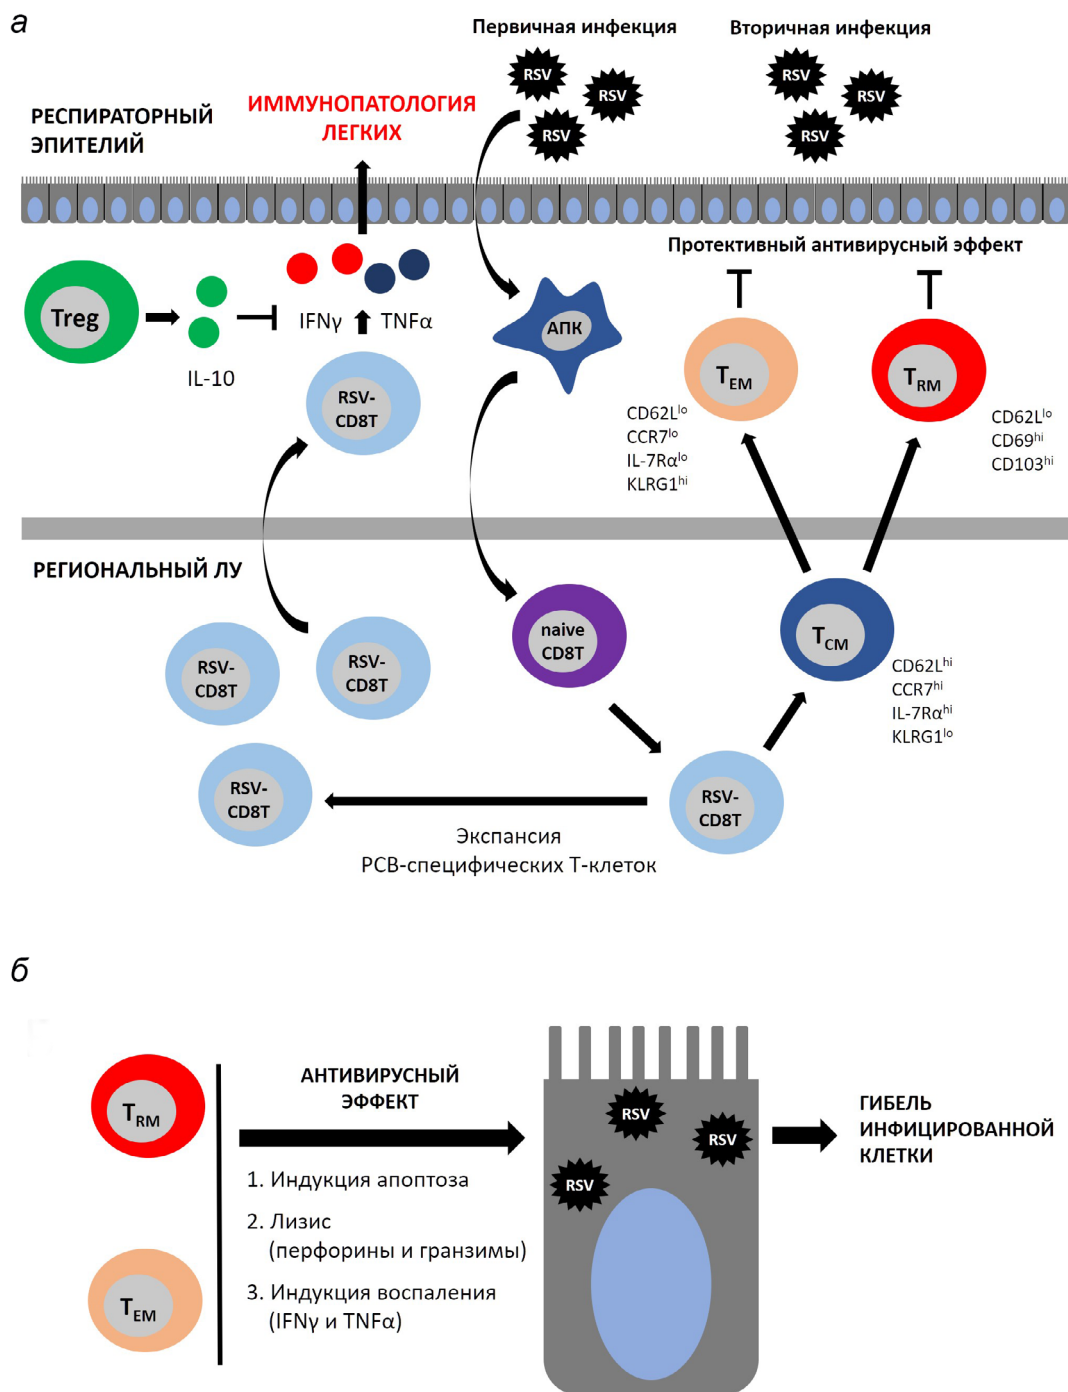 а
Первичная инфекция
Вторичная инфекция
RSV
RSV
RSV
RSV
RSV
RSV
РЕСПИРАТОРНЫЙ
ЭПИТЕЛИЙ
ИММУНОПАТОЛОГИЯ
ЛЕГКИХ
Протективный антивирусный эффект
Treg
IL-10
IFNγ
TNFα
RSV-
CD8T
АПК
TEM
CD62Llo
CCR7lo
IL-7Rαlo
KLRG1hi
TRM
CD62Llo
CD69hi
CD103hi
РЕГИОНАЛЬНЫЙ ЛУ
RSV-
CD8T
RSV-
CD8T
RSV-
CD8T
naive
CD8T
TCM
CD62Lhi
CCR7hi
IL-7Rαhi
KLRG1lo
RSV-
CD8T
Экспансия
РСВ-специфических Т-клеток
б
TRM
TEM
АНТИВИРУСНЫЙ
ЭФФЕКТ
1. Индукция апоптоза
2. Лизис
(перфорины и гранзимы)
3. Индукция воспаления
(IFNγ и TNFα)
RSV
RSV
RSV
ГИБЕЛЬ
ИНФИЦИРОВАННОЙ
КЛЕТКИ